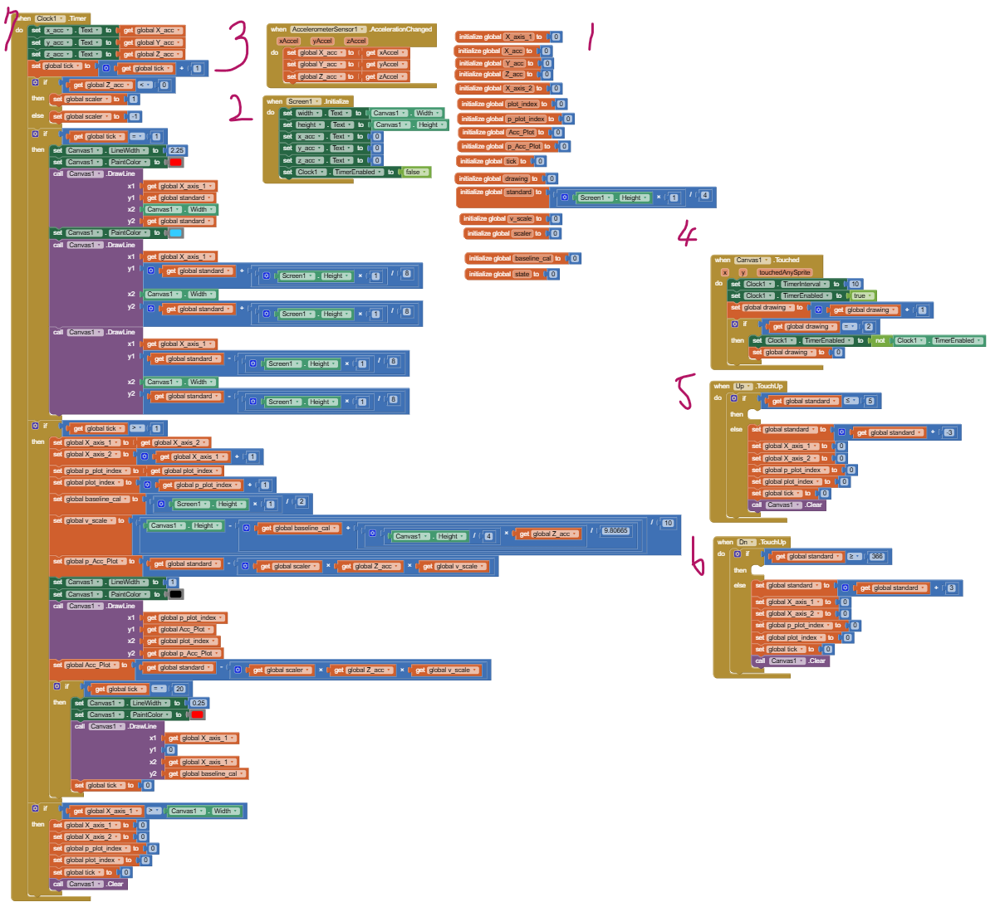 7
when Clock1 .Timer
do set x_acc . Text to get global X_acc
set y_acc . Text to get global Y_acc
set z_acc . Text to get global Z_acc
set global tick to get global tick + 1
if get global Z_acc < 0
then set global scaler to 1
else set global scaler to -1
if get global tick = 1
then set Canvas1 . LineWidth to 2.25
set Canvas1 . PaintColor to
call Canvas1 .DrawLine
x1 get global X_axis_1
y1 get global standard
x2 Canvas1 . Width
y2 get global standard
set Canvas1 . PaintColor to
call Canvas1 .DrawLine
x1 get global X_axis_1
y1 get global standard + Screen1 . Height × 1 / 8
x2 Canvas1 . Width
y2 get global standard + Screen1 . Height × 1 / 8
call Canvas1 .DrawLine
x1 get global X_axis_1
y1 get global standard - Screen1 . Height × 1 / 8
x2 Canvas1 . Width
y2 get global standard - Screen1 . Height × 1 / 8
if get global tick > 1
then set global X_axis_1 to get global X_axis_2
set global X_axis_2 to get global X_axis_1 + 1
set global p_plot_index to get global plot_index
set global plot_index to get global p_plot_index + 1
set global baseline_cal to Screen1 . Height × 1 / 2
set global v_scale to Canvas1 . Height - get global baseline_cal + Canvas1 . Height / 4 × get global Z_acc / 9.80665 / 10
set global p_Acc_Plot to get global standard - get global scaler × get global Z_acc × get global v_scale
set Canvas1 . LineWidth to 1
set Canvas1 . PaintColor to
call Canvas1 .DrawLine
x1 get global p_plot_index
y1 get global Acc_Plot
x2 get global plot_index
y2 get global p_Acc_Plot
set global Acc_Plot to get global standard - get global scaler × get global Z_acc × get global v_scale
if get global tick = 20
then set Canvas1 . LineWidth to 0.25
set Canvas1 . PaintColor to
call Canvas1 .DrawLine
x1 get global X_axis_1
y1 0
x2 get global X_axis_1
y2 get global baseline_cal
set global tick to 0
if get global X_axis_1 > Canvas1 . Width
then set global X_axis_1 to 0
set global X_axis_2 to 0
set global p_plot_index to 0
set global plot_index to 0
set global tick to 0
call Canvas1 .Clear
3
when AccelerometerSensor1 .AccelerationChanged
xAccel yAccel zAccel
do set global X_acc to get xAccel
set global Y_acc to get yAccel
set global Z_acc to get zAccel
2
when Screen1 .Initialize
do set width . Text to Canvas1 . Width
set height . Text to Canvas1 . Height
set x_acc . Text to 0
set y_acc . Text to 0
set z_acc . Text to 0
set Clock1 . TimerEnabled to false
1
initialize global X_axis_1 to 0
initialize global X_acc to 0
initialize global Y_acc to 0
initialize global Z_acc to 0
initialize global X_axis_2 to 0
initialize global plot_index to 0
initialize global p_plot_index to 0
initialize global Acc_Plot to 0
initialize global p_Acc_Plot to 0
initialize global tick to 0
initialize global drawing to 0
initialize global standard to Screen1 . Height × 1 / 4
initialize global v_scale to 0
initialize global scaler to 0
initialize global baseline_cal to 0
initialize global state to 0
4
when Canvas1 .Touched
x y touchedAnySprite
do set Clock1 . TimerInterval to 10
set Clock1 . TimerEnabled to true
set global drawing to get global drawing + 1
if get global drawing = 2
then set Clock1 . TimerEnabled to not Clock1 . TimerEnabled
set global drawing to 0
5
when Up .TouchUp
do if get global standard ≤ 5
then
else set global standard to get global standard + -3
set global X_axis_1 to 0
set global X_axis_2 to 0
set global p_plot_index to 0
set global plot_index to 0
set global tick to 0
call Canvas1 .Clear
6
when Dn .TouchUp
do if get global standard ≥ 366
then
else set global standard to get global standard + 3
set global X_axis_1 to 0
set global X_axis_2 to 0
set global p_plot_index to 0
set global plot_index to 0
set global tick to 0
call Canvas1 .Clear